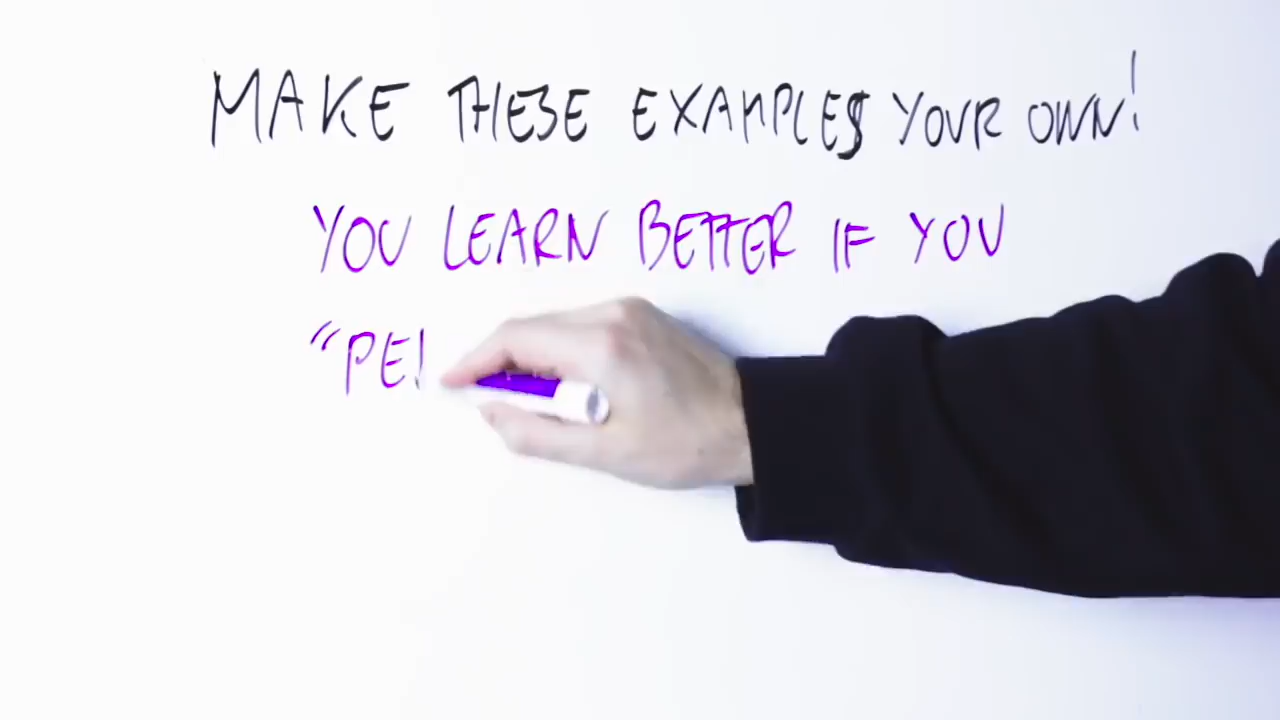 MAKE THESE EXAMPLES YOUR OWN!
YOU LEARN BETTER IF YOU
"PE